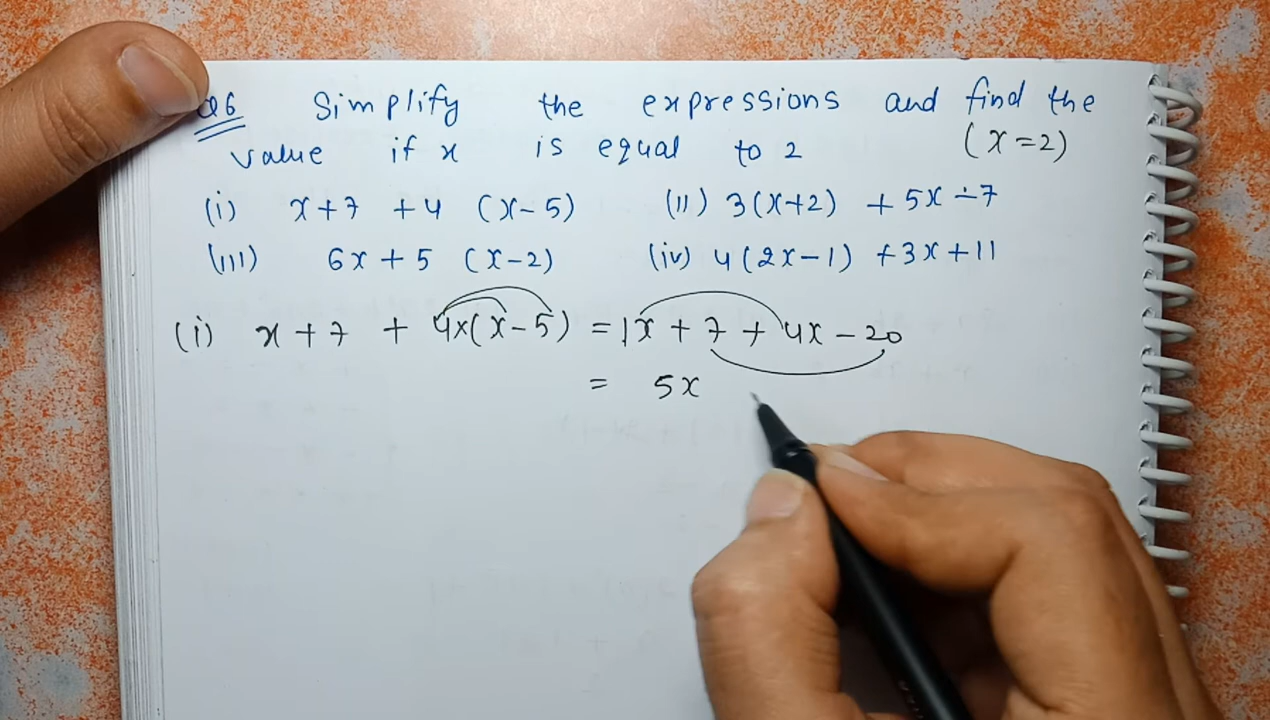 Q6 Simplify the expressions and find the
value if x is equal to 2 (x=2)
(i) x+7 +4 (x-5) (ii) 3(x+2) + 5x -7
(iii) 6x + 5 (x-2) (iv) 4(2x-1) +3x+11
(i) x+7 + 4x(x-5) = 1x + 7 + 4x - 20
= 5x